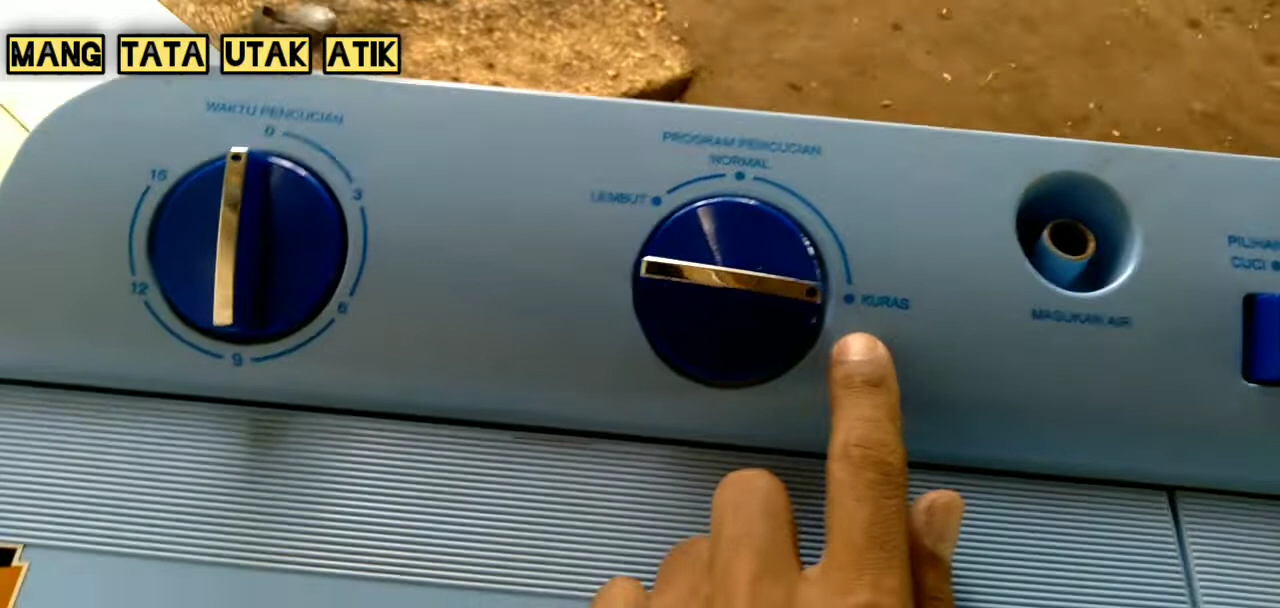 MANG TATA UTAK ATIK
WAKTU PENCUCIAN
0
3
6
9
12
15
PROGRAM PENCUCIAN
NORMAL
LEMBUT
KURAS
MASUKAN AIR
PILIHAN
CUCI